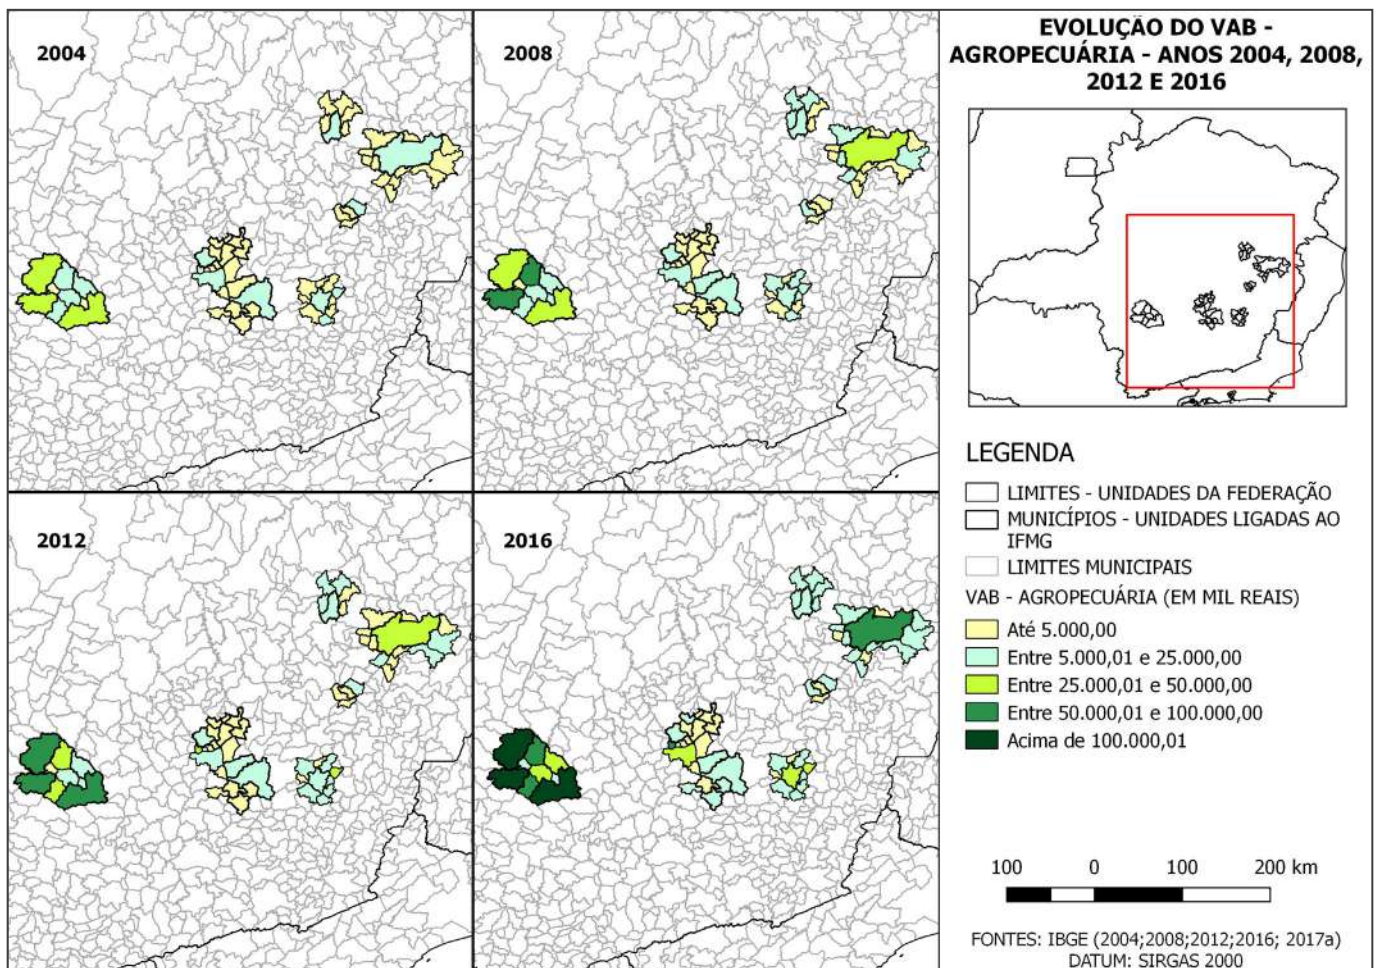 2004
2008
2012
2016
EVOLUÇÃO DO VAB -
AGROPECUÁRIA - ANOS 2004, 2008,
2012 E 2016
LEGENDA
LIMITES - UNIDADES DA FEDERAÇÃO
MUNICÍPIOS - UNIDADES LIGADAS AO
IFMG
LIMITES MUNICIPAIS
VAB - AGROPECUÁRIA (EM MIL REAIS)
Até 5.000,00
Entre 5.000,01 e 25.000,00
Entre 25.000,01 e 50.000,00
Entre 50.000,01 e 100.000,00
Acima de 100.000,01
100 0 100 200 km
FONTES: IBGE (2004;2008;2012;2016; 2017a)
DATUM: SIRGAS 2000